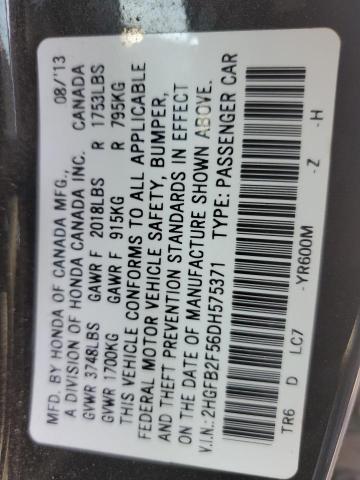 MFD. BY HONDA OF CANADA MFG., 08/'13
A DIVISION OF HONDA CANADA INC. CANADA
GVWR 3748LBS GAWR F 2018LBS R 1753LBS
GVWR 1700KG GAWR F 915KG R 795KG
THIS VEHICLE CONFORMS TO ALL APPLICABLE
FEDERAL MOTOR VEHICLE SAFETY, BUMPER,
AND THEFT PREVENTION STANDARDS IN EFFECT
ON THE DATE OF MANUFACTURE SHOWN ABOVE.
V.I.N.: 2HGFB2F56DH575371 TYPE: PASSENGER CAR
TR6 D LC7 -YR600M -Z -H